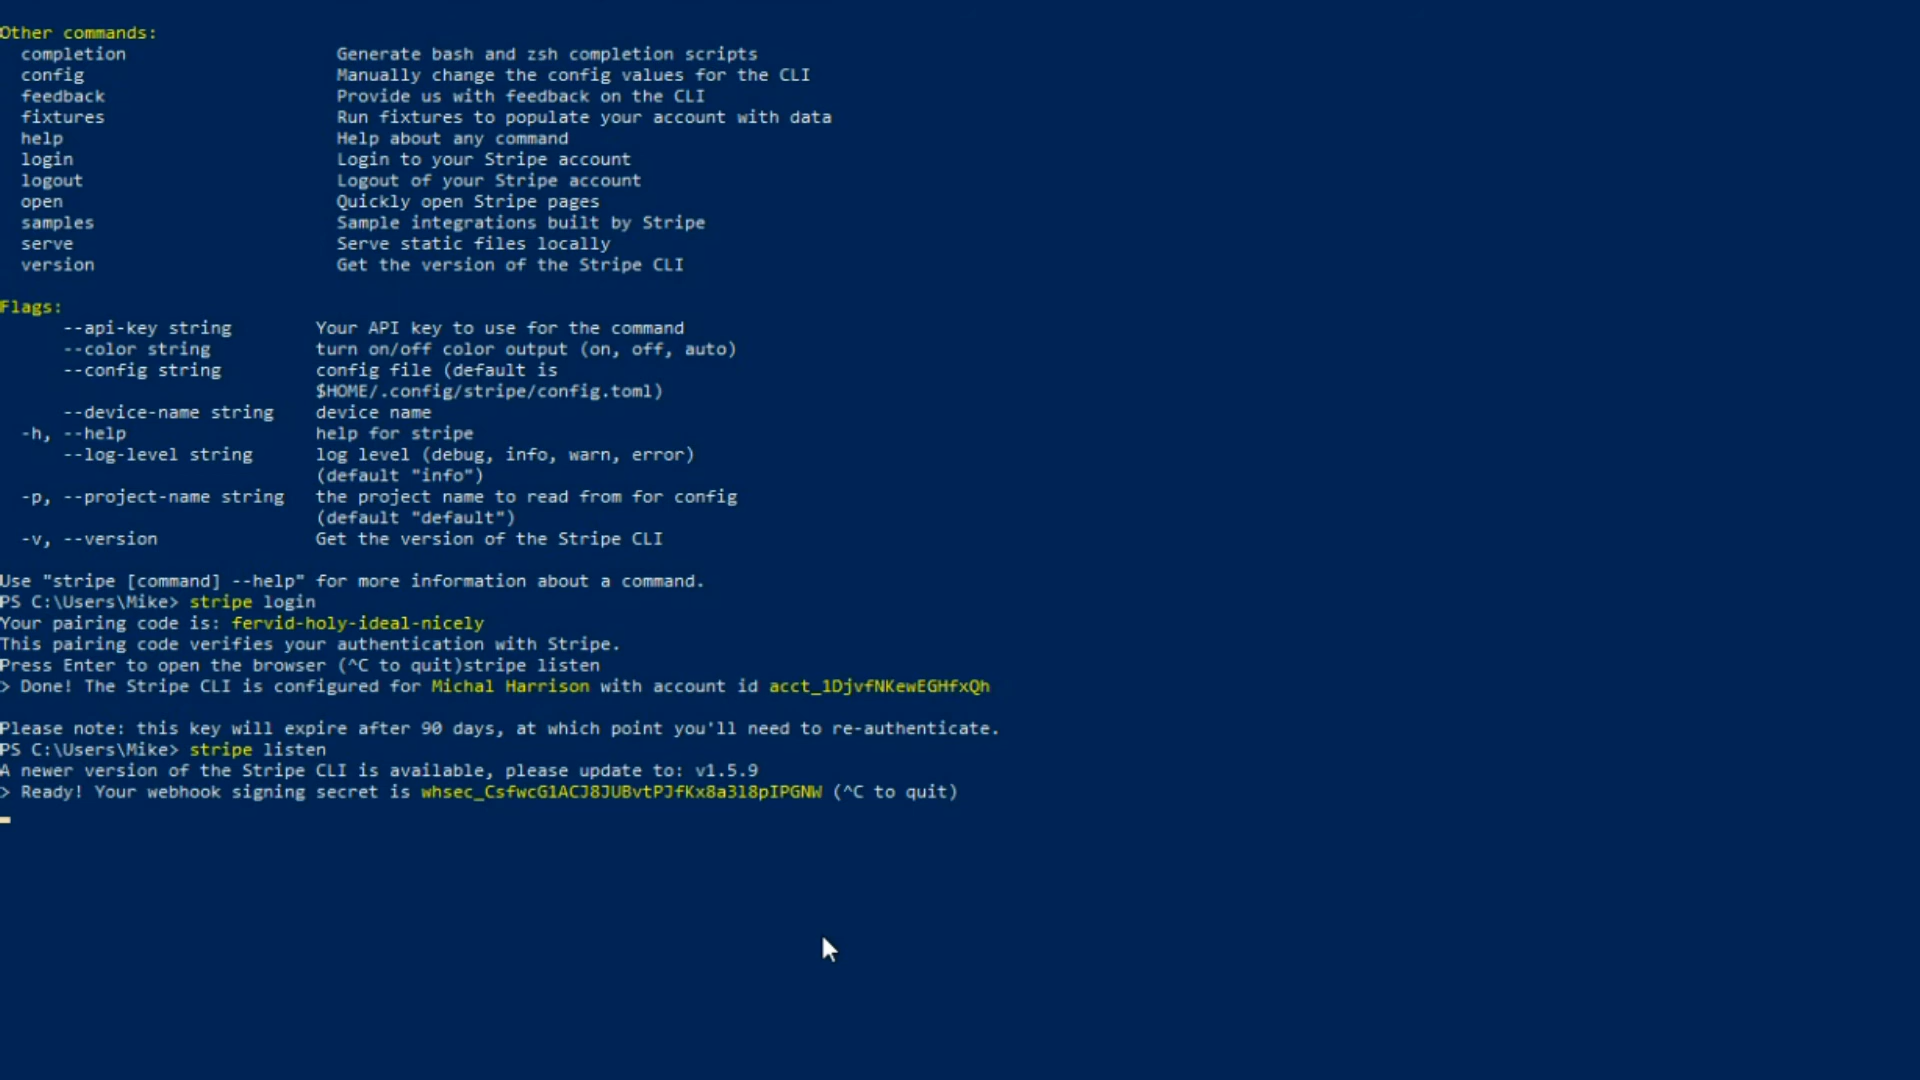 Other commands:
completion Generate bash and zsh completion scripts
config Manually change the config values for the CLI
feedback Provide us with feedback on the CLI
fixtures Run fixtures to populate your account with data
help Help about any command
login Login to your Stripe account
logout Logout of your Stripe account
open Quickly open Stripe pages
samples Sample integrations built by Stripe
serve Serve static files locally
version Get the version of the Stripe CLI
Flags:
--api-key string Your API key to use for the command
--color string turn on/off color output (on, off, auto)
--config string config file (default is
$HOME/.config/stripe/config.toml)
--device-name string device name
-h, --help help for stripe
--log-level string log level (debug, info, warn, error)
(default "info")
-p, --project-name string the project name to read from for config
(default "default")
-v, --version Get the version of the Stripe CLI
Use "stripe [command] --help" for more information about a command.
PS C:\Users\Mike> stripe login
Your pairing code is: fervid-holy-ideal-nicely
This pairing code verifies your authentication with Stripe.
Press Enter to open the browser (^C to quit)stripe listen
> Done! The Stripe CLI is configured for Michal Harrison with account id acct_1DjvfNKewEGHfxQh
Please note: this key will expire after 90 days, at which point you'll need to re-authenticate.
PS C:\Users\Mike> stripe listen
A newer version of the Stripe CLI is available, please update to: v1.5.9
> Ready! Your webhook signing secret is whsec_CsfwcG1ACJ8JUBvtPJfKx8a3l8pIPGNW (^C to quit)